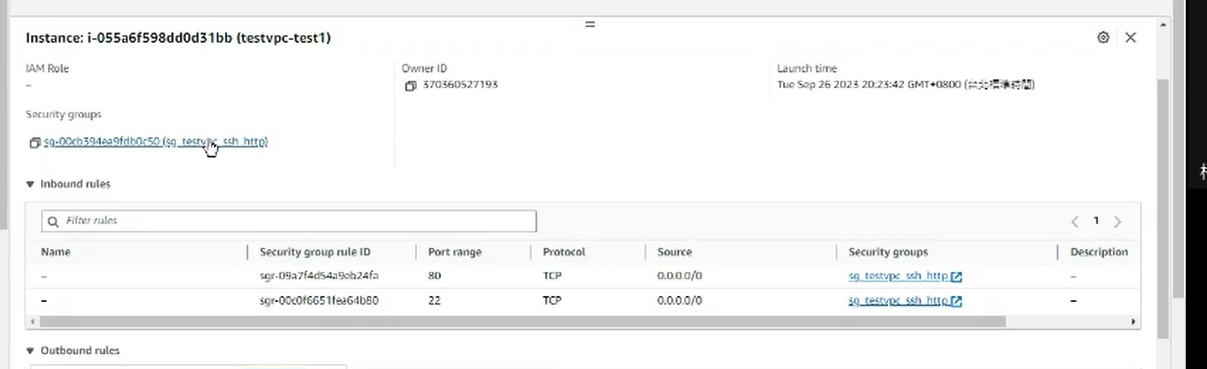 Instance: i-055a6f598dd0d31bb (testvpc-test1)
IAM Role
–
Owner ID
370360527193
Launch time
Tue Sep 26 2023 20:23:42 GMT+0800 (台北標準時間)
Security groups
sg-00cb394ea9fdb0c50 (sg_testvpc_ssh_http)
Inbound rules
Filter rules
1
Name Security group rule ID Port range Protocol Source Security groups Description
– sgr-09a7f4d54a9eb24fa 80 TCP 0.0.0.0/0 sg_testvpc_ssh_http –
– sgr-00c0f6651fea64b80 22 TCP 0.0.0.0/0 sg_testvpc_ssh_http –
Outbound rules